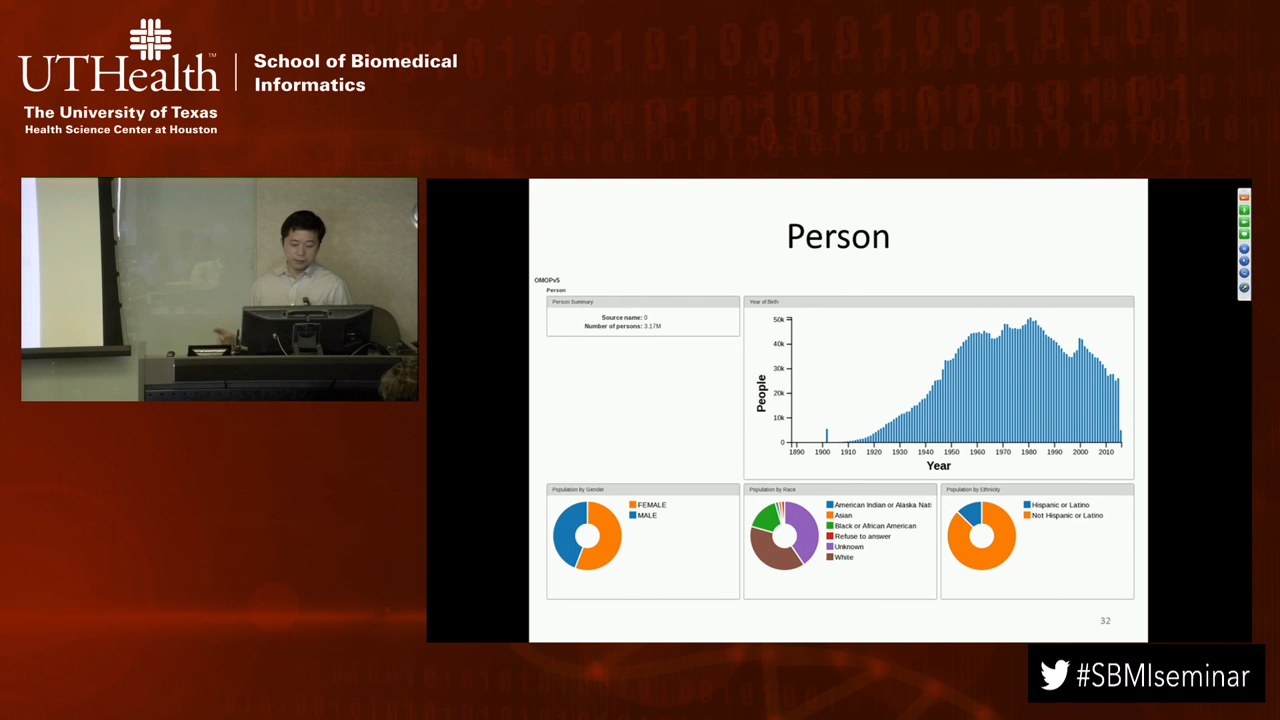 UTHealth™
The University of Texas
Health Science Center at Houston
School of Biomedical
Informatics
Person
OMOPv5
Person
Person Summary
Source name: 0
Number of persons: 3.17M
Year of Birth
50k
40k
30k
20k
10k
0
People
1890 1900 1910 1920 1930 1940 1950 1960 1970 1980 1990 2000 2010
Year
Population by Gender
FEMALE
MALE
Population by Race
American Indian or Alaska Nati
Asian
Black or African American
Refuse to answer
Unknown
White
Population by Ethnicity
Hispanic or Latino
Not Hispanic or Latino
32
#SBMIseminar